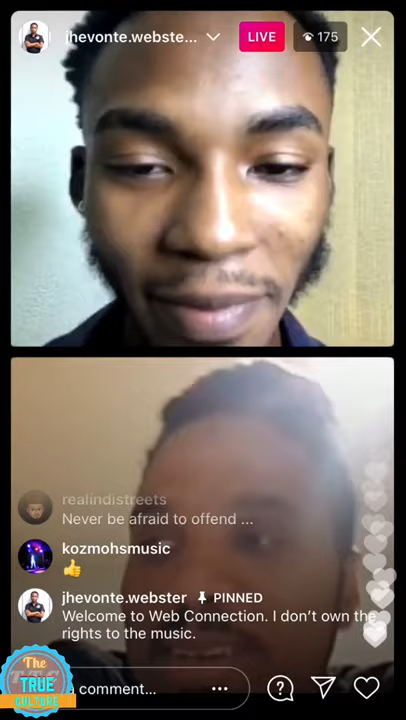 jhevonte.webste...
LIVE
175
realindistreets
Never be afraid to offend ...
kozmohsmusic
jhevonte.webster PINNED
Welcome to Web Connection. I don't own the
rights to the music.
a comment...
The
TRUE
CULTURE